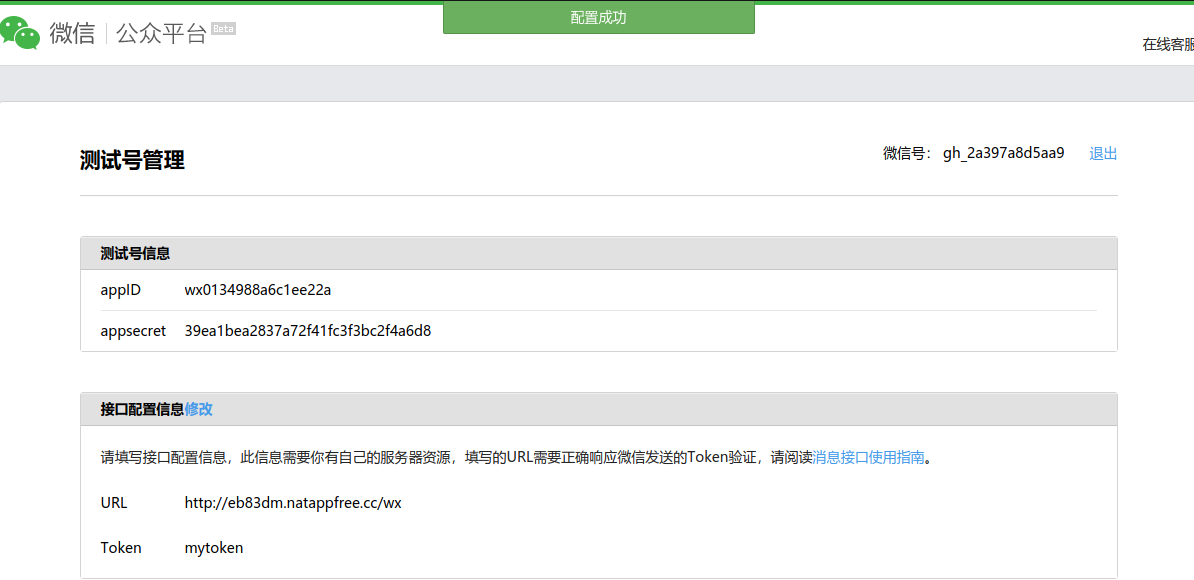 配置成功
微信 公众平台 Beta
在线客服
测试号管理
微信号： gh_2a397a8d5aa9 退出
测试号信息
appID wx0134988a6c1ee22a
appsecret 39ea1bea2837a72f41fc3f3bc2f4a6d8
接口配置信息修改
请填写接口配置信息，此信息需要你有自己的服务器资源，填写的URL需要正确响应微信发送的Token验证，请阅读消息接口使用指南。
URL http://eb83dm.natappfree.cc/wx
Token mytoken